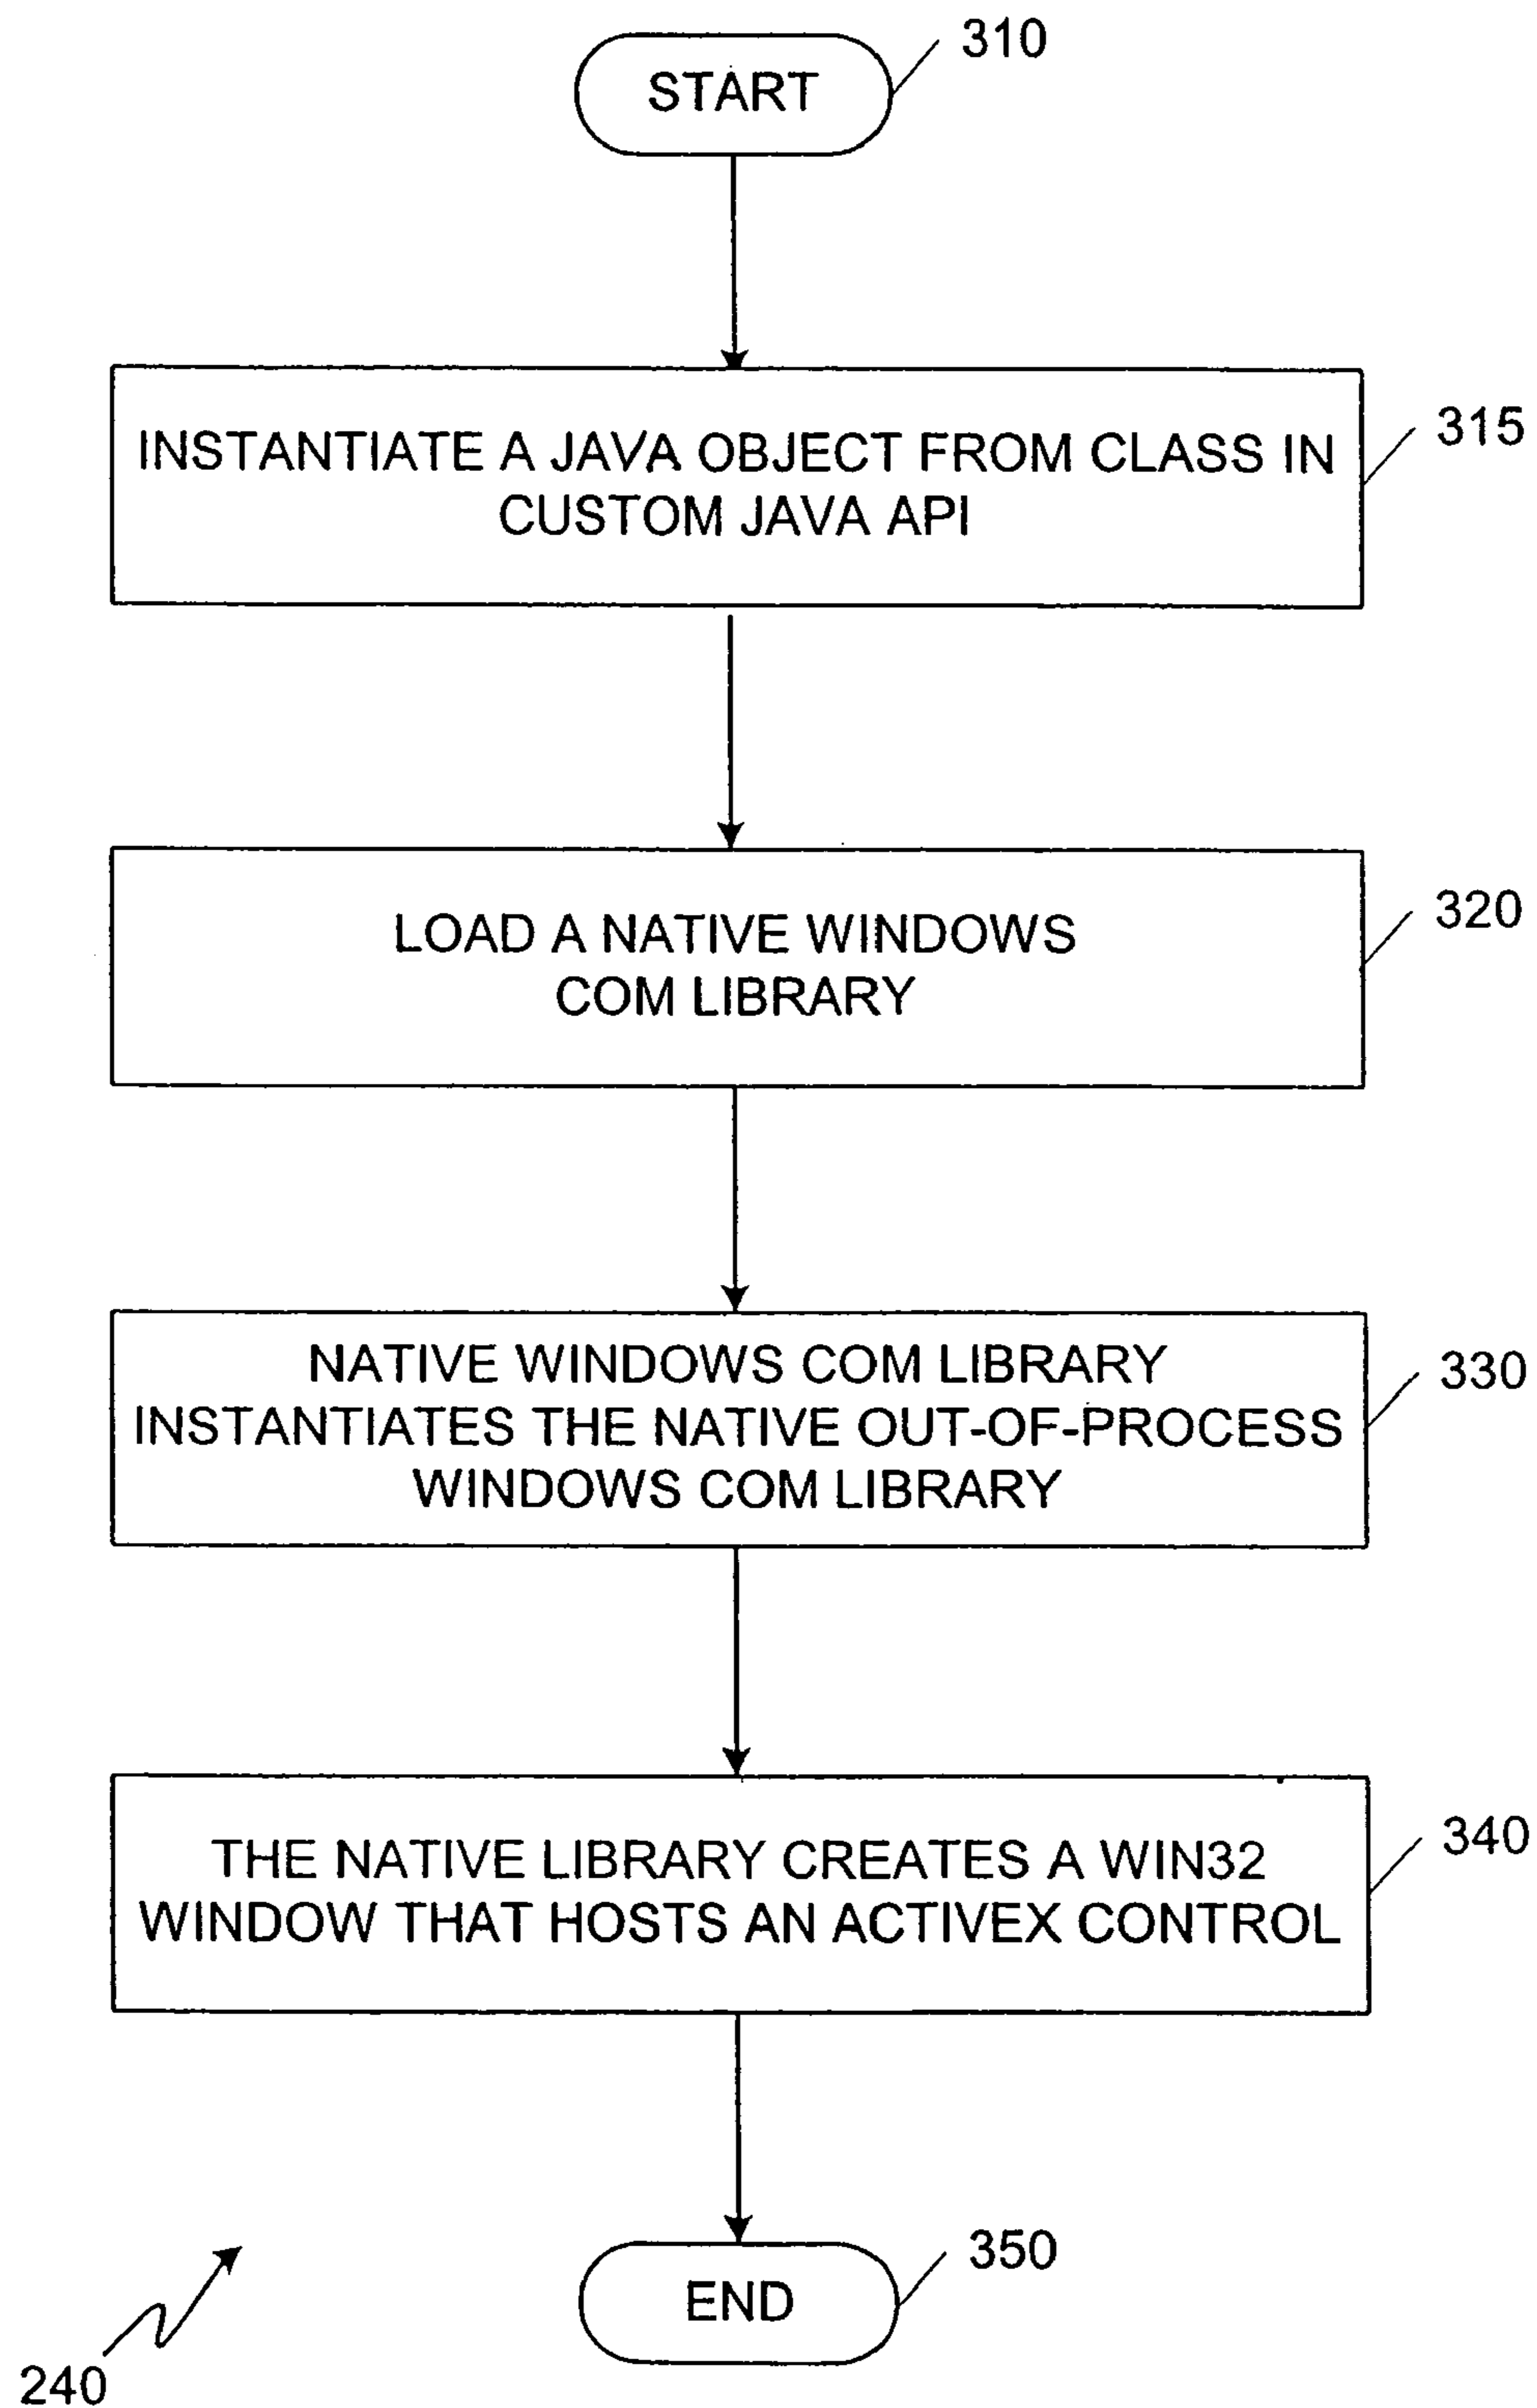 START
310
INSTANTIATE A JAVA OBJECT FROM CLASS IN
CUSTOM JAVA API
315
LOAD A NATIVE WINDOWS
COM LIBRARY
320
NATIVE WINDOWS COM LIBRARY
INSTANTIATES THE NATIVE OUT-OF-PROCESS
WINDOWS COM LIBRARY
330
THE NATIVE LIBRARY CREATES A WIN32
WINDOW THAT HOSTS AN ACTIVEX CONTROL
340
END
350
240